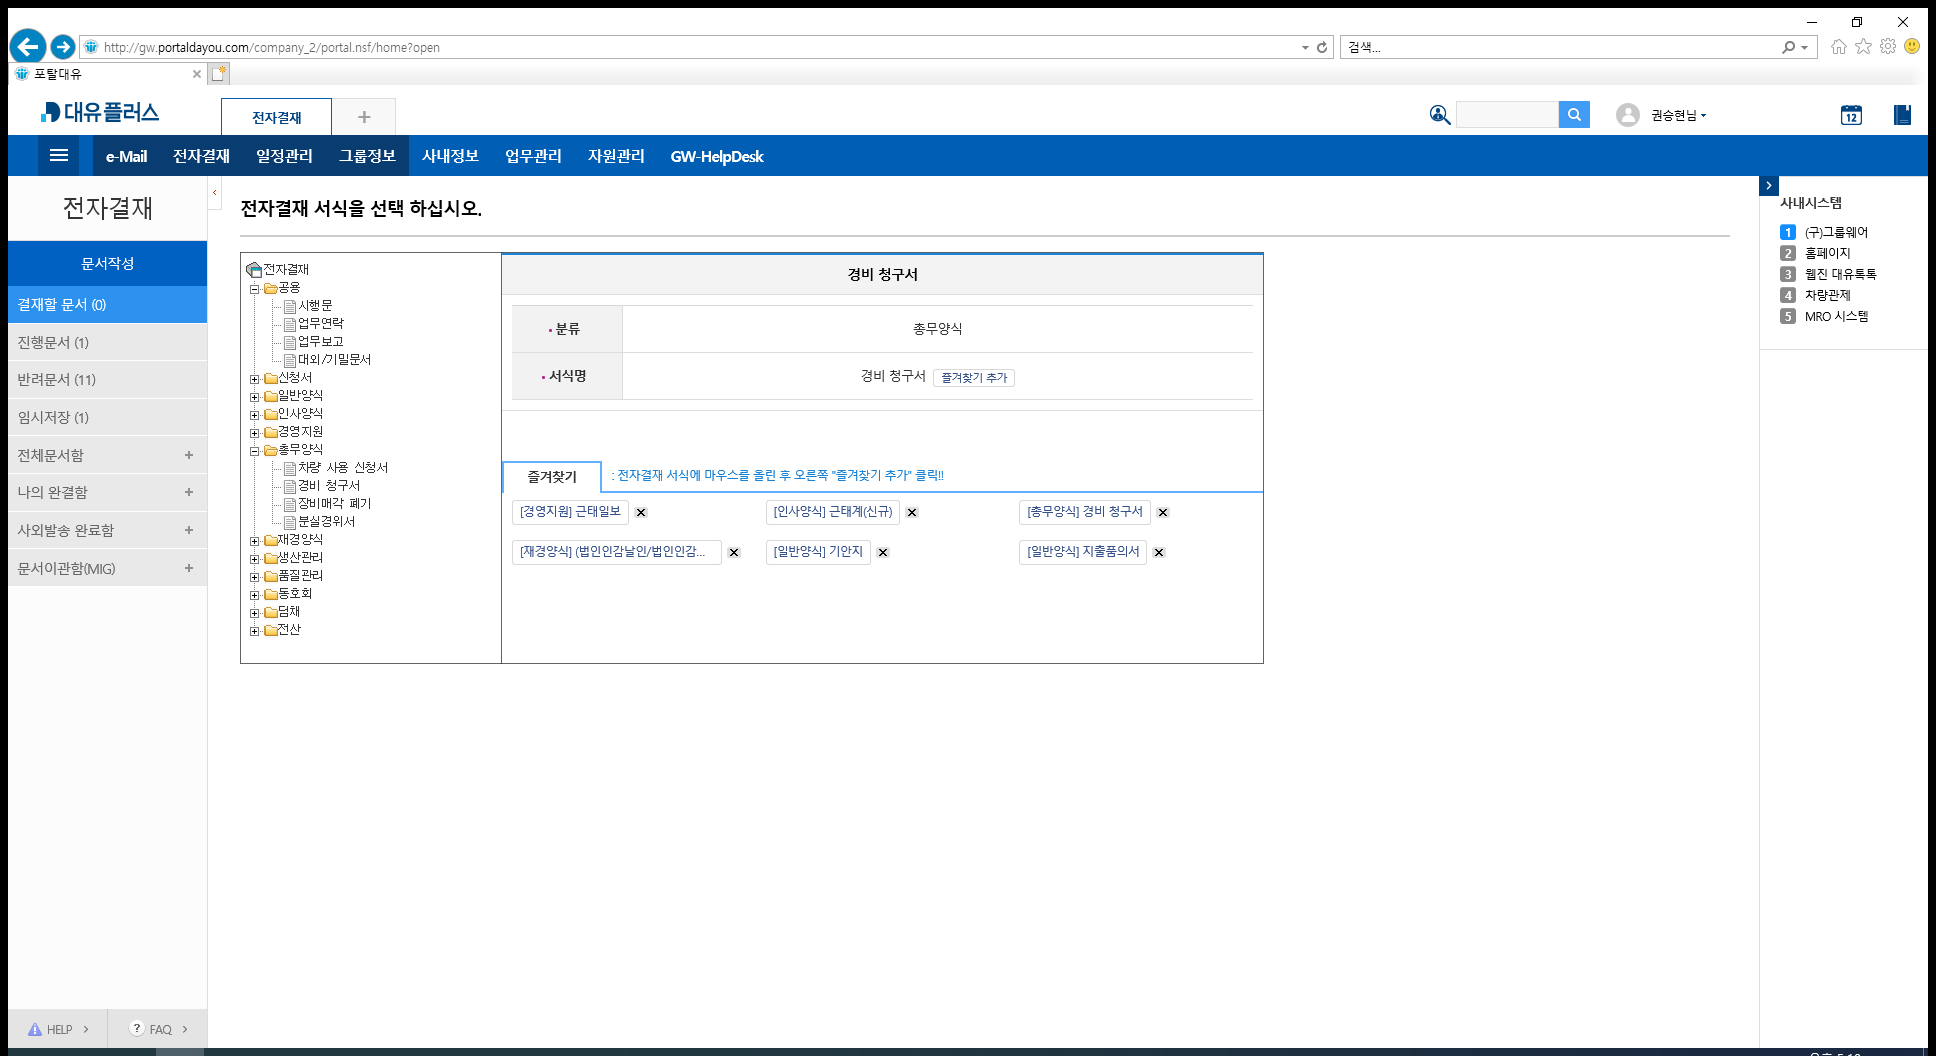 http://gw.portaldayou.com/company_2/portal.nsf/home?open
검색...
포탈대유
대유플러스
전자결재
+
12
권승현님
e-Mail 전자결재 일정관리 그룹정보 사내정보 업무관리 자원관리 GW-HelpDesk
전자결재
문서작성
결재할 문서 (0)
진행문서 (1)
반려문서 (11)
임시저장 (1)
전체문서함 +
나의 완결함 +
사외발송 완료함 +
문서이관함(MIG) +
HELP
? FAQ
전자결재 서식을 선택 하십시오.
전자결재
공용
시행문
업무연락
업무보고
대외/기밀문서
신청서
일반양식
인사양식
경영지원
총무양식
차량 사용 신청서
경비 청구서
장비매각 폐기
분실경위서
재경양식
생산관리
품질관리
동호회
덤채
전산
경비 청구서
분류 총무양식
서식명 경비 청구서 즐겨찾기 추가
즐겨찾기 : 전자결재 서식에 마우스를 올린 후 오른쪽 "즐겨찾기 추가" 클릭!!
[경영지원] 근태일보
[인사양식] 근태계(신규)
[총무양식] 경비 청구서
[재경양식] (법인인감날인/법인인감...
[일반양식] 기안지
[일반양식] 지출품의서
사내시스템
1 (구)그룹웨어
2 홈페이지
3 웹진 대유톡톡
4 차량관제
5 MRO 시스템